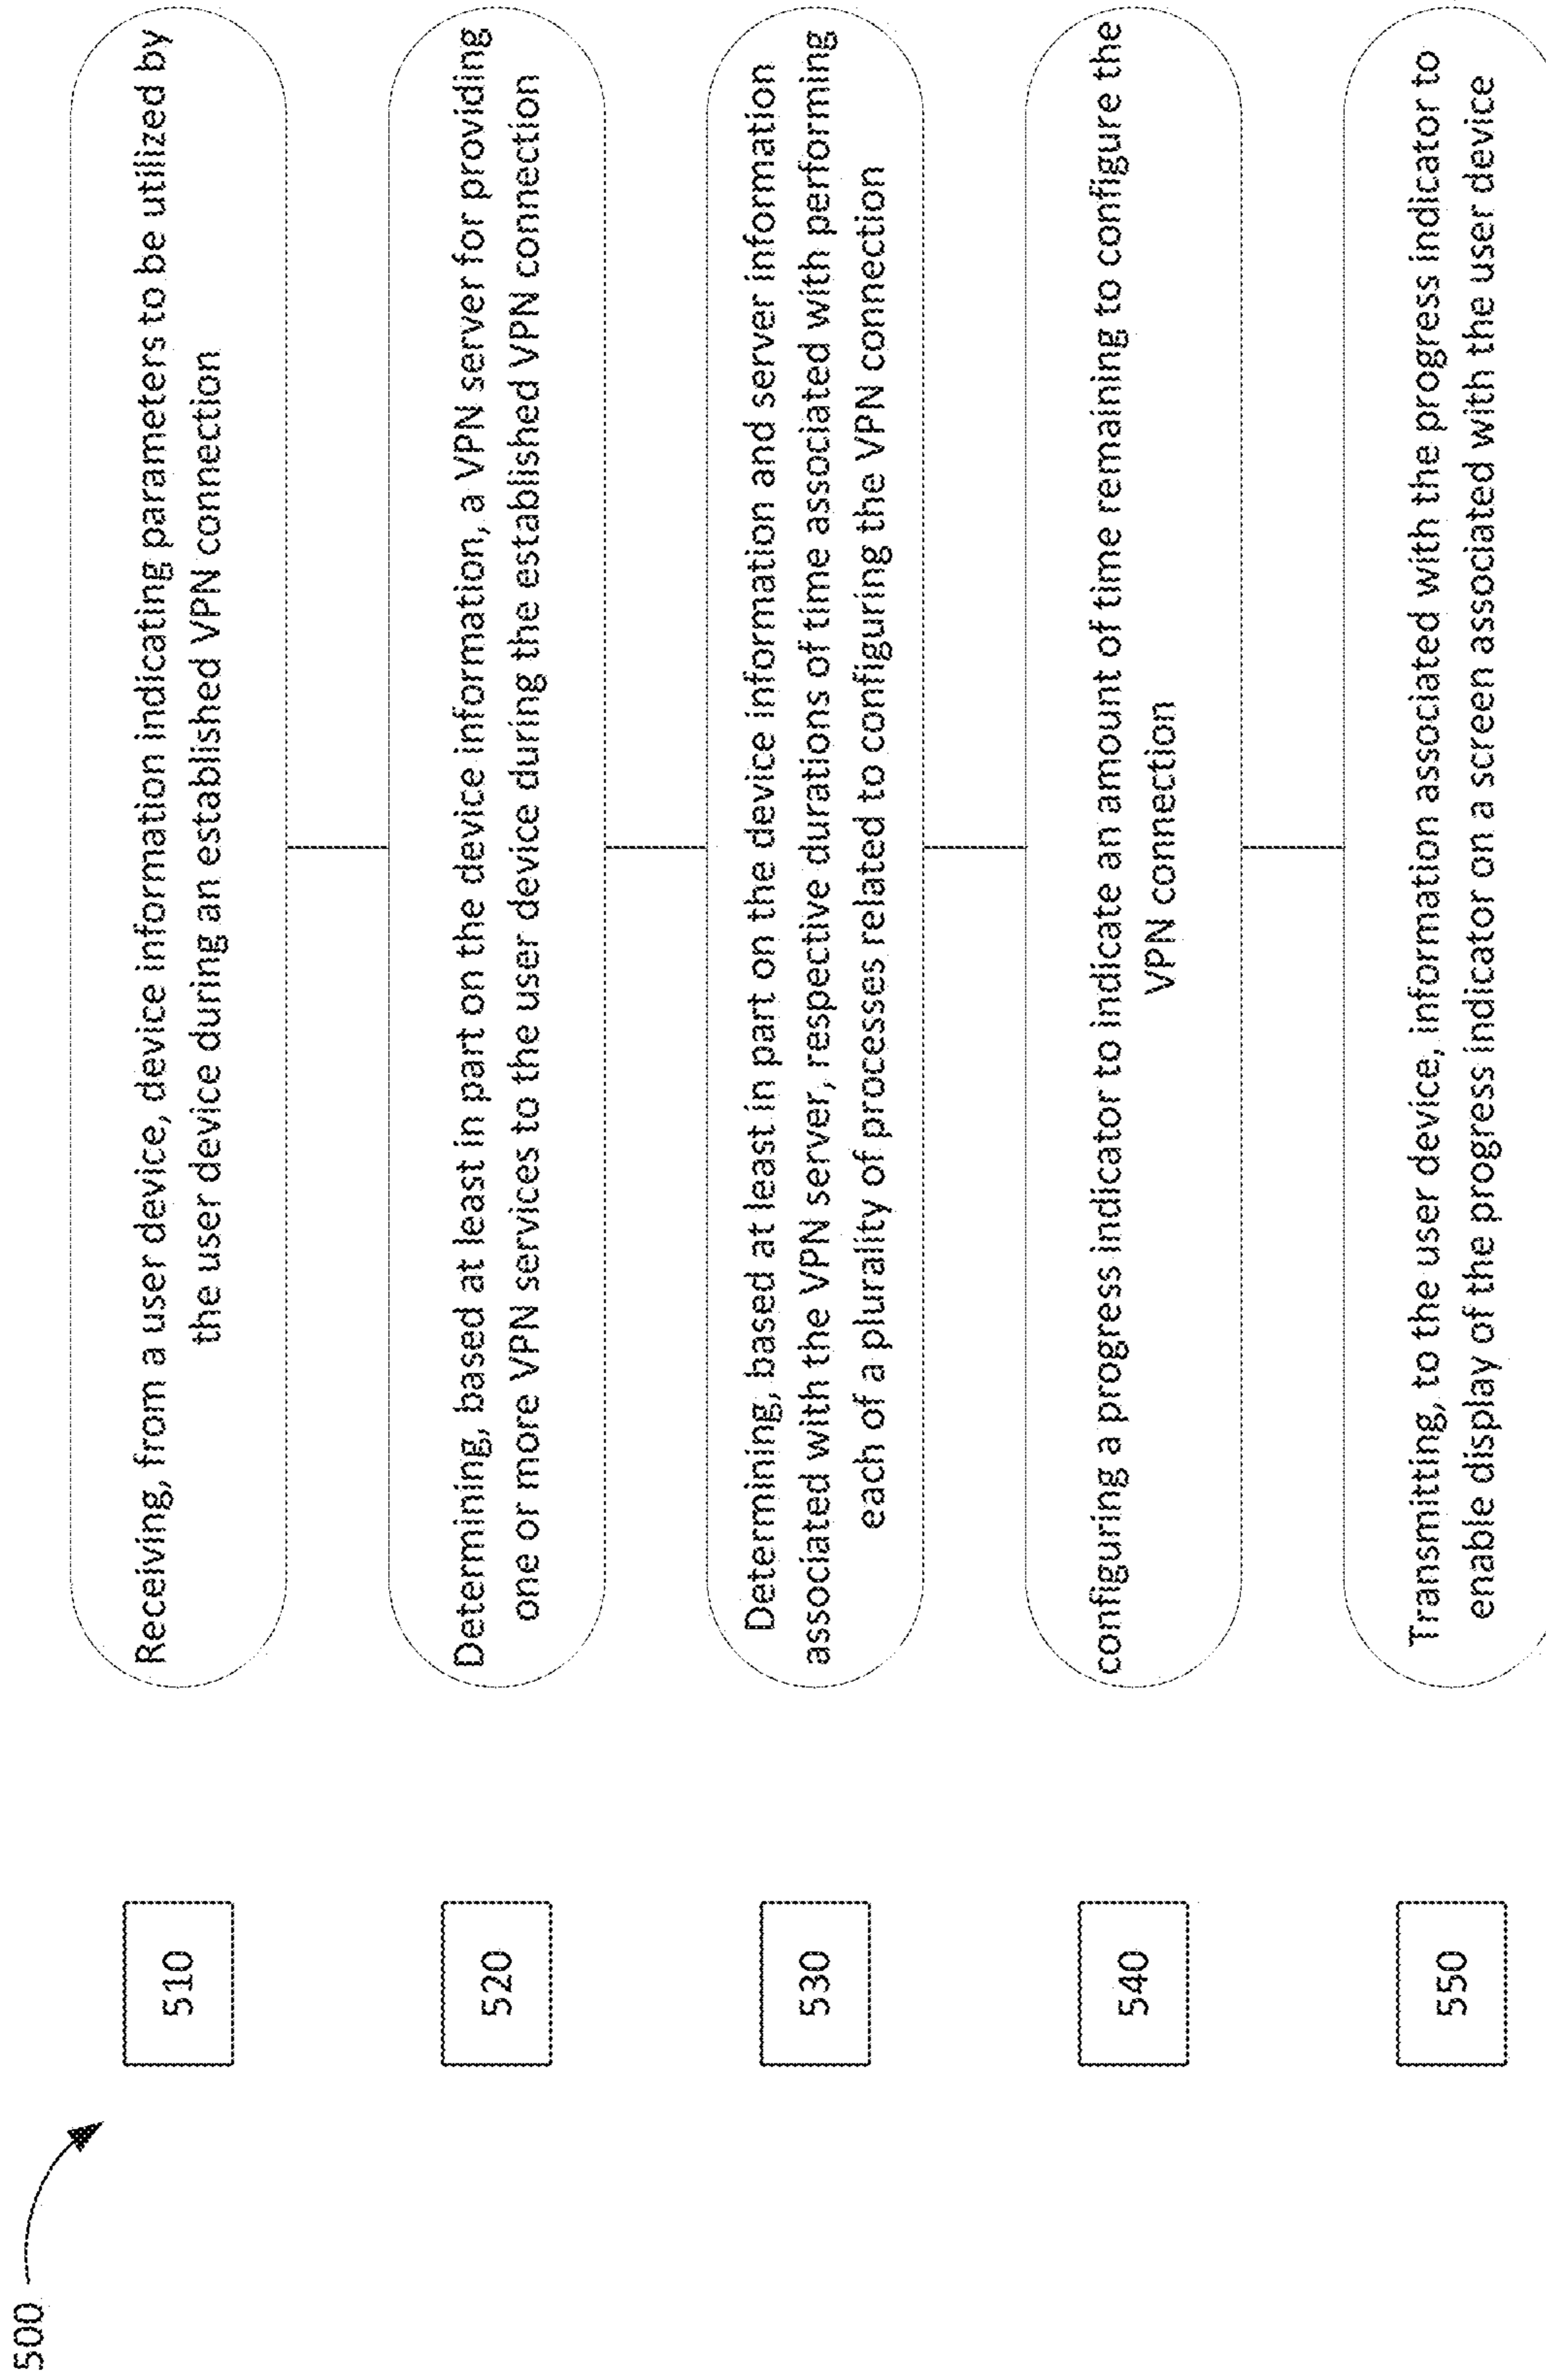 500
510
Receiving, from a user device, device information indicating parameters to be utilized by
the user device during an established VPN connection
520
Determining, based at least in part on the device information, a VPN server for providing
one or more VPN services to the user device during the established VPN connection
530
Determining, based at least in part on the device information and server information
associated with the VPN server, respective durations of time associated with performing
each of a plurality of processes related to configuring the VPN connection
540
configuring a progress indicator to indicate an amount of time remaining to configure the
VPN connection
550
Transmitting, to the user device, information associated with the progress indicator to
enable display of the progress indicator on a screen associated with the user device